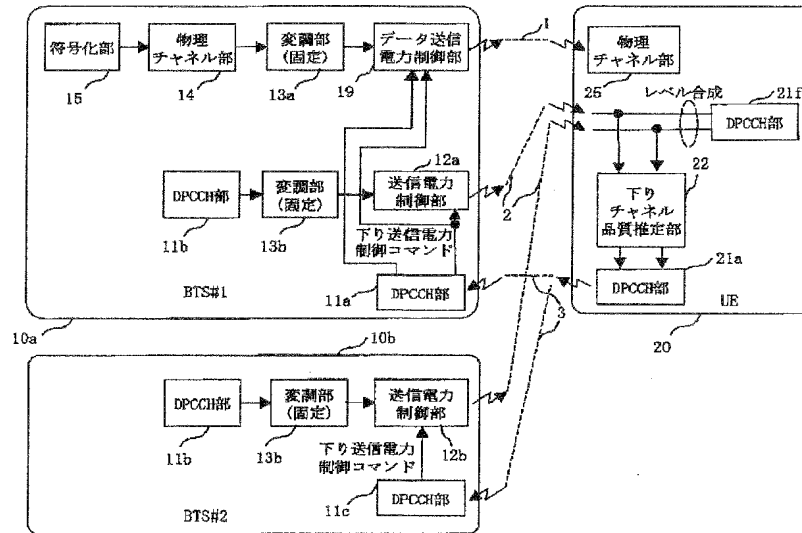 符号化部
15
物理
チャネル部
14
変調部
(固定)
13a
データ送信
電力制御部
19
1
物理
チャネル部
25
レベル合成
DPCCH部
21f
DPCCH部
11b
変調部
(固定)
13b
12a
送信電力
制御部
2
下り送信電力
制御コマンド
11a
DPCCH部
BTS#1
10a
22
下り
チャネル
品質推定部
21a
DPCCH部
UE
20
3
10b
DPCCH部
11b
変調部
(固定)
13b
送信電力
制御部
12b
下り送信電力
制御コマンド
11c
DPCCH部
BTS#2